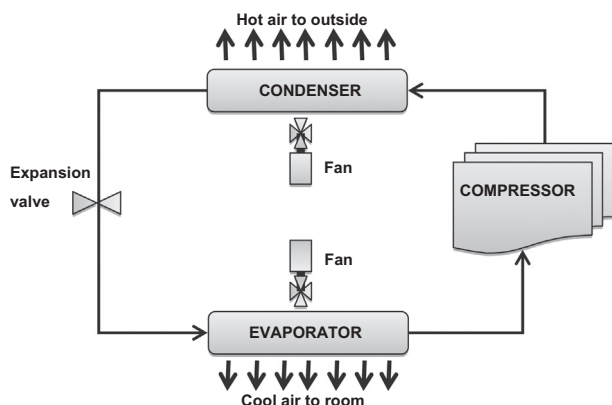 Hot air to outside
CONDENSER
Fan
Expansion
valve
COMPRESSOR
Fan
EVAPORATOR
Cool air to room